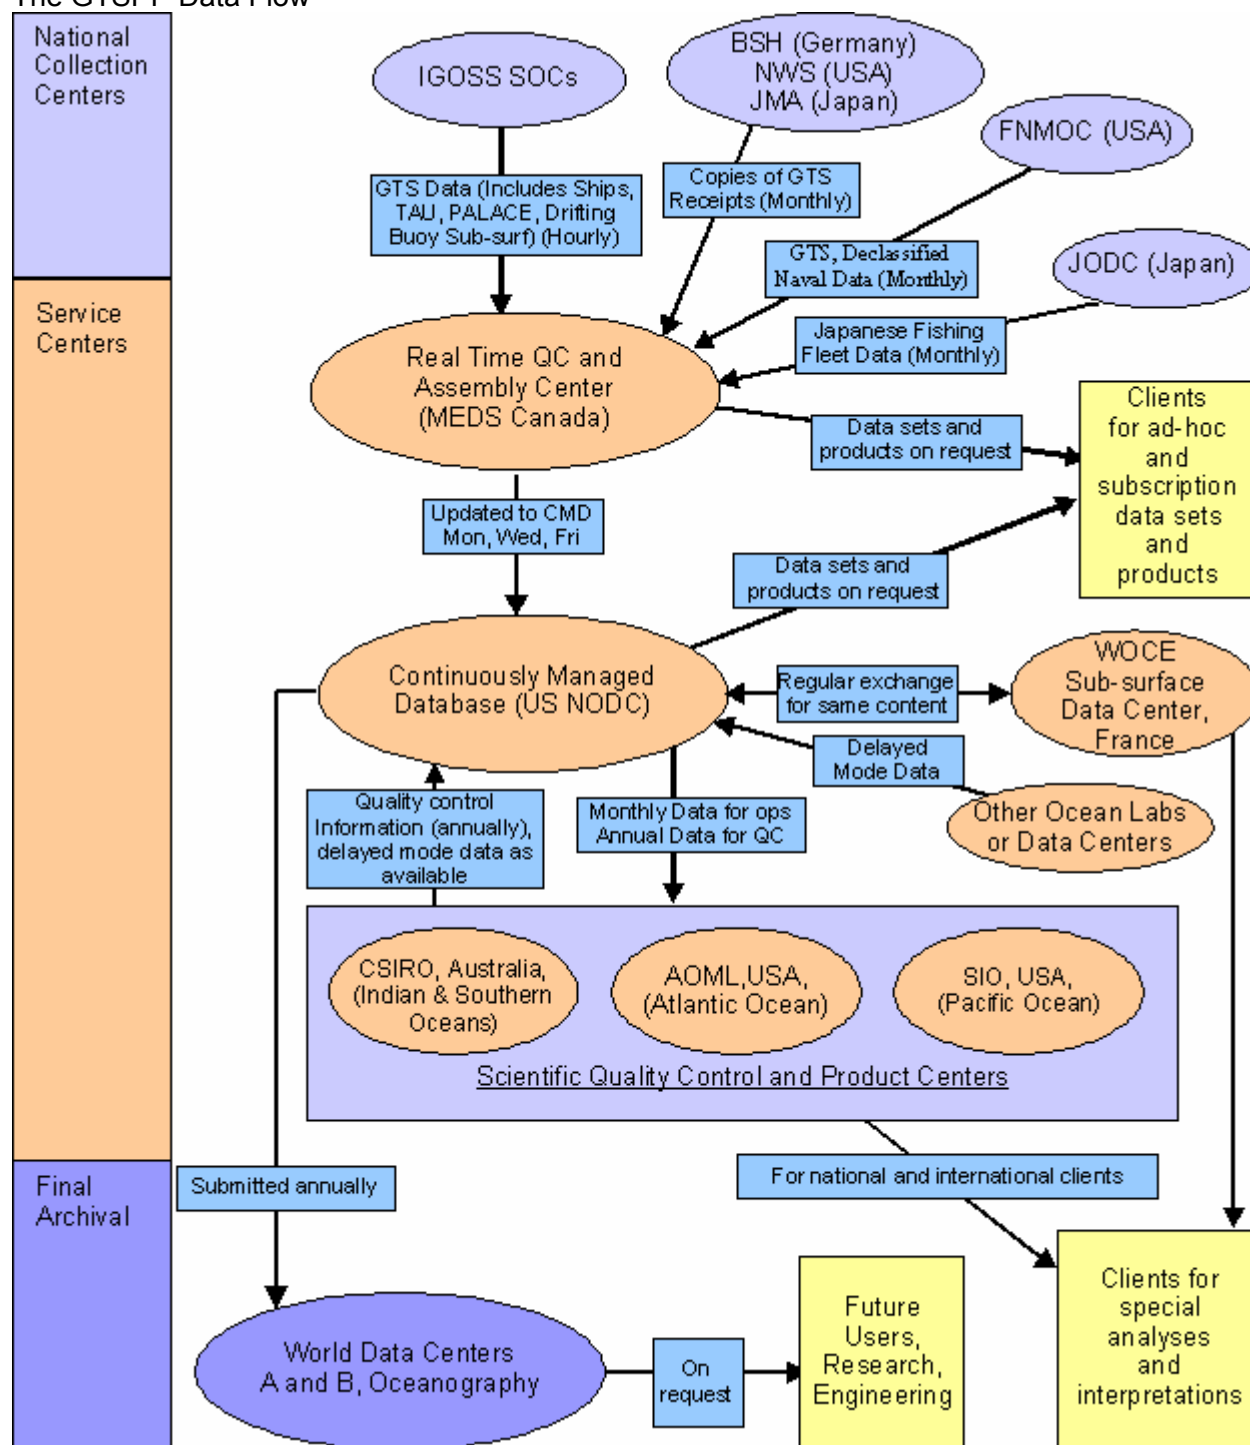 The GTSPP Data Flow
National
Collection
Centers
IGOSS SOCs
BSH (Germany)
NWS (USA)
JMA (Japan)
FNMOC (USA)
GTS Data (Includes Ships,
TAU, PALACE, Drifting
Buoy Sub-surf) (Hourly)
Copies of GTS
Receipts (Monthly)
GTS, Declassified
Naval Data (Monthly)
JODC (Japan)
Service
Centers
Japanese Fishing
Fleet Data (Monthly)
Real Time QC and
Assembly Center
(MEDS Canada)
Data sets and
products on request
Clients
for ad-hoc
and
subscription
data sets
and
products
Updated to CMD
Mon, Wed, Fri
Data sets and
products on request
Continuously Managed
Database (US NODC)
Regular exchange
for same content
WOCE
Sub-surface
Data Center,
France
Delayed
Mode Data
Other Ocean Labs
or Data Centers
Quality control
Information (annually),
delayed mode data as
available
Monthly Data for ops
Annual Data for QC
CSIRO, Australia,
(Indian & Southern
Oceans)
AOML,USA,
(Atlantic Ocean)
SIO, USA,
(Pacific Ocean)
Scientific Quality Control and Product Centers
Final
Archival
Submitted annually
For national and international clients
World Data Centers
A and B, Oceanography
On
request
Future
Users,
Research,
Engineering
Clients for
special
analyses
and
interpretations